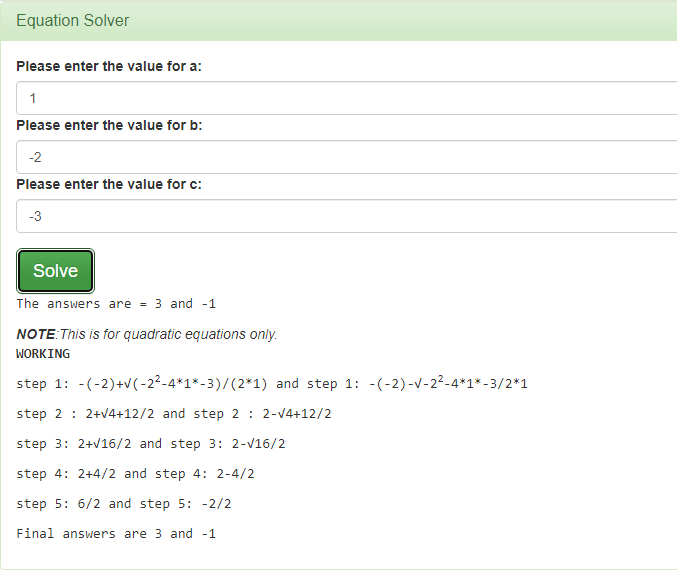 Equation Solver
Please enter the value for a:
1
Please enter the value for b:
-2
Please enter the value for c:
-3
Solve
The answers are = 3 and -1
NOTE:This is for quadratic equations only.
WORKING
step 1: -(-2)+√(-2²-4*1*-3)/(2*1) and step 1: -(-2)-√-2²-4*1*-3/2*1
step 2 : 2+√4+12/2 and step 2 : 2-√4+12/2
step 3: 2+√16/2 and step 3: 2-√16/2
step 4: 2+4/2 and step 4: 2-4/2
step 5: 6/2 and step 5: -2/2
Final answers are 3 and -1